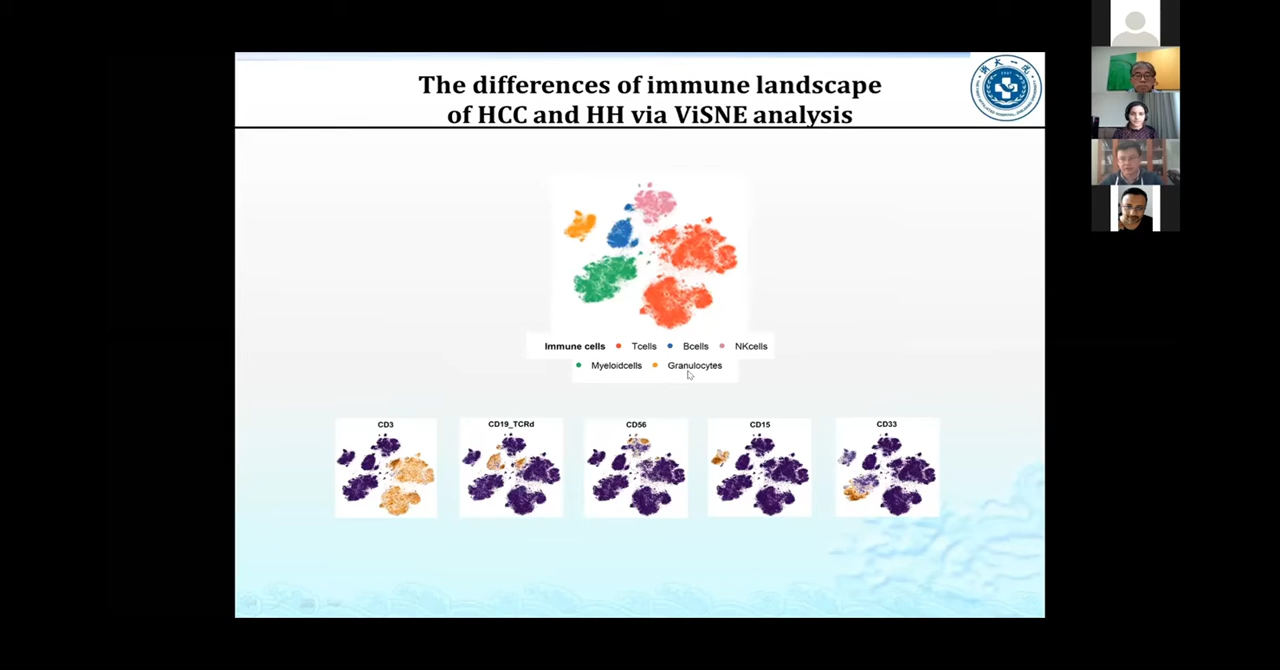 The differences of immune landscape
of HCC and HH via ViSNE analysis
Immune cells Tcells Bcells NKcells
Myeloidcells Granulocytes
CD3 CD19_TCRd CD56 CD15 CD33